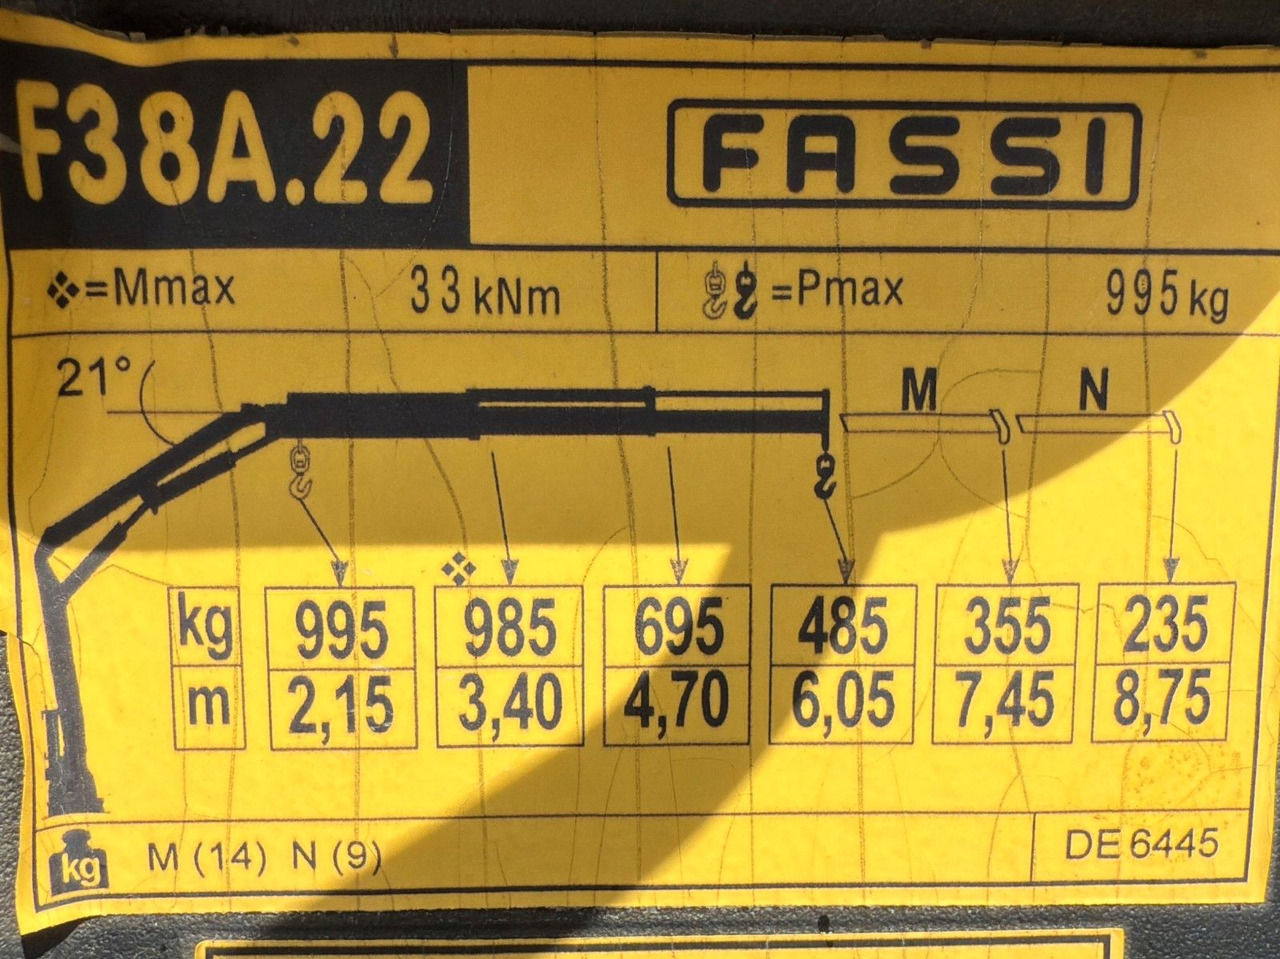 F38A.22
FASSI
=Mmax 33 kNm
=Pmax 995 kg
21°
M N
kg 995 985 695 485 355 235
m 2,15 3,40 4,70 6,05 7,45 8,75
kg M (14) N (9)
DE 6445